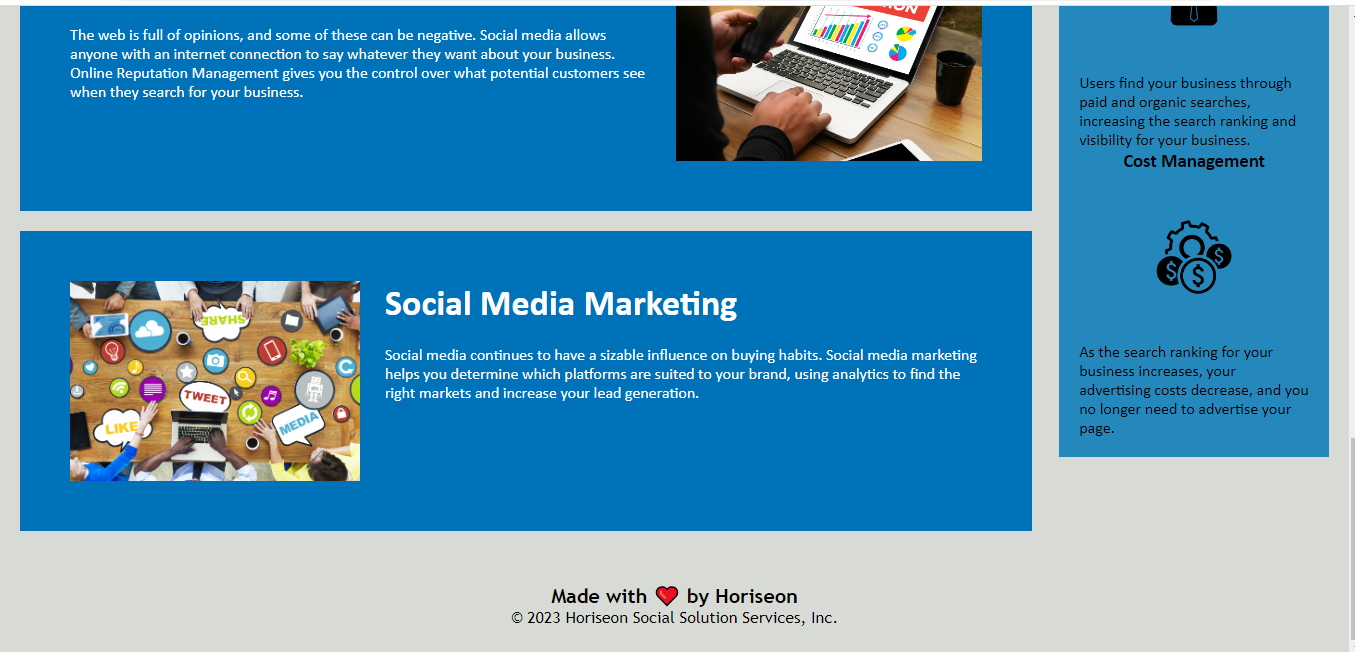 The web is full of opinions, and some of these can be negative. Social media allows
anyone with an internet connection to say whatever they want about your business.
Online Reputation Management gives you the control over what potential customers see
when they search for your business.
Users find your business through
paid and organic searches,
increasing the search ranking and
visibility for your business.
Cost Management
$
$
$
As the search ranking for your
business increases, your
advertising costs decrease, and you
no longer need to advertise your
page.
SHARE
TWEET
LIKE
MEDIA
Social Media Marketing
Social media continues to have a sizable influence on buying habits. Social media marketing
helps you determine which platforms are suited to your brand, using analytics to find the
right markets and increase your lead generation.
Made with ❤ by Horiseon
© 2023 Horiseon Social Solution Services, Inc.